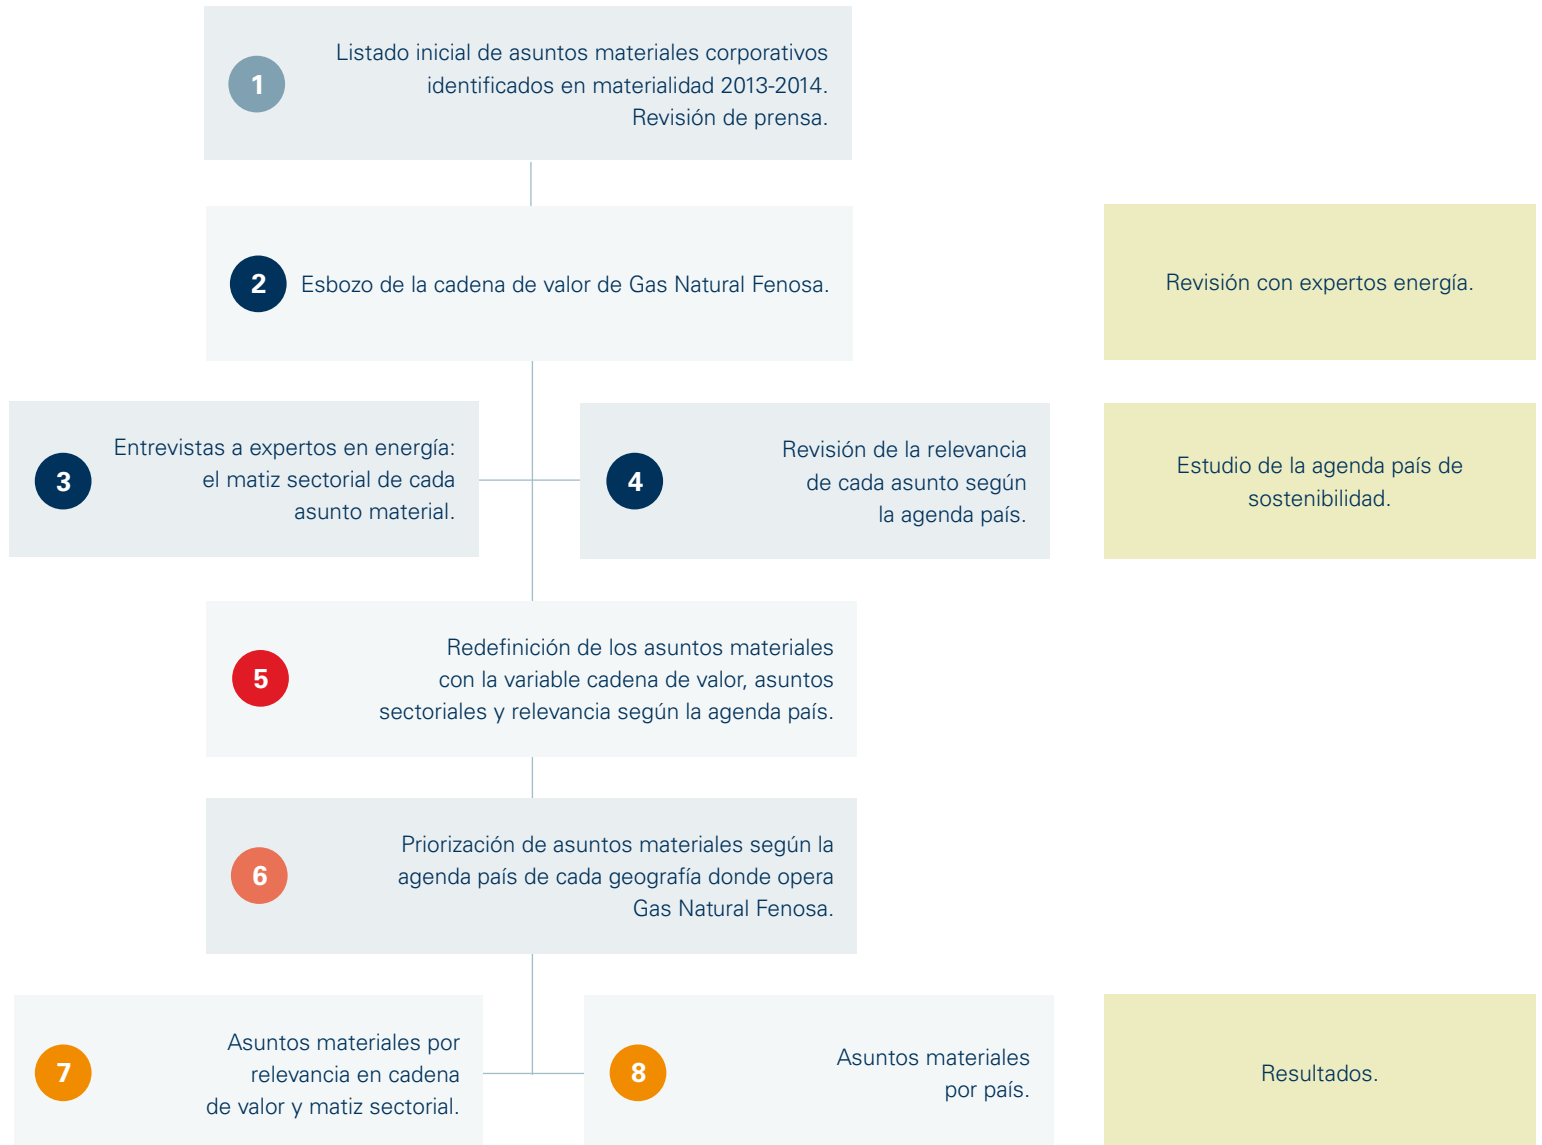 1
Listado inicial de asuntos materiales corporativos
identificados en materialidad 2013-2014.
Revisión de prensa.
2
Esbozo de la cadena de valor de Gas Natural Fenosa.
Revisión con expertos energía.
3
Entrevistas a expertos en energía:
el matiz sectorial de cada
asunto material.
4
Revisión de la relevancia
de cada asunto según
la agenda país.
Estudio de la agenda país de
sostenibilidad.
5
Redefinición de los asuntos materiales
con la variable cadena de valor, asuntos
sectoriales y relevancia según la agenda país.
6
Priorización de asuntos materiales según la
agenda país de cada geografía donde opera
Gas Natural Fenosa.
7
Asuntos materiales por
relevancia en cadena
de valor y matiz sectorial.
8
Asuntos materiales
por país.
Resultados.